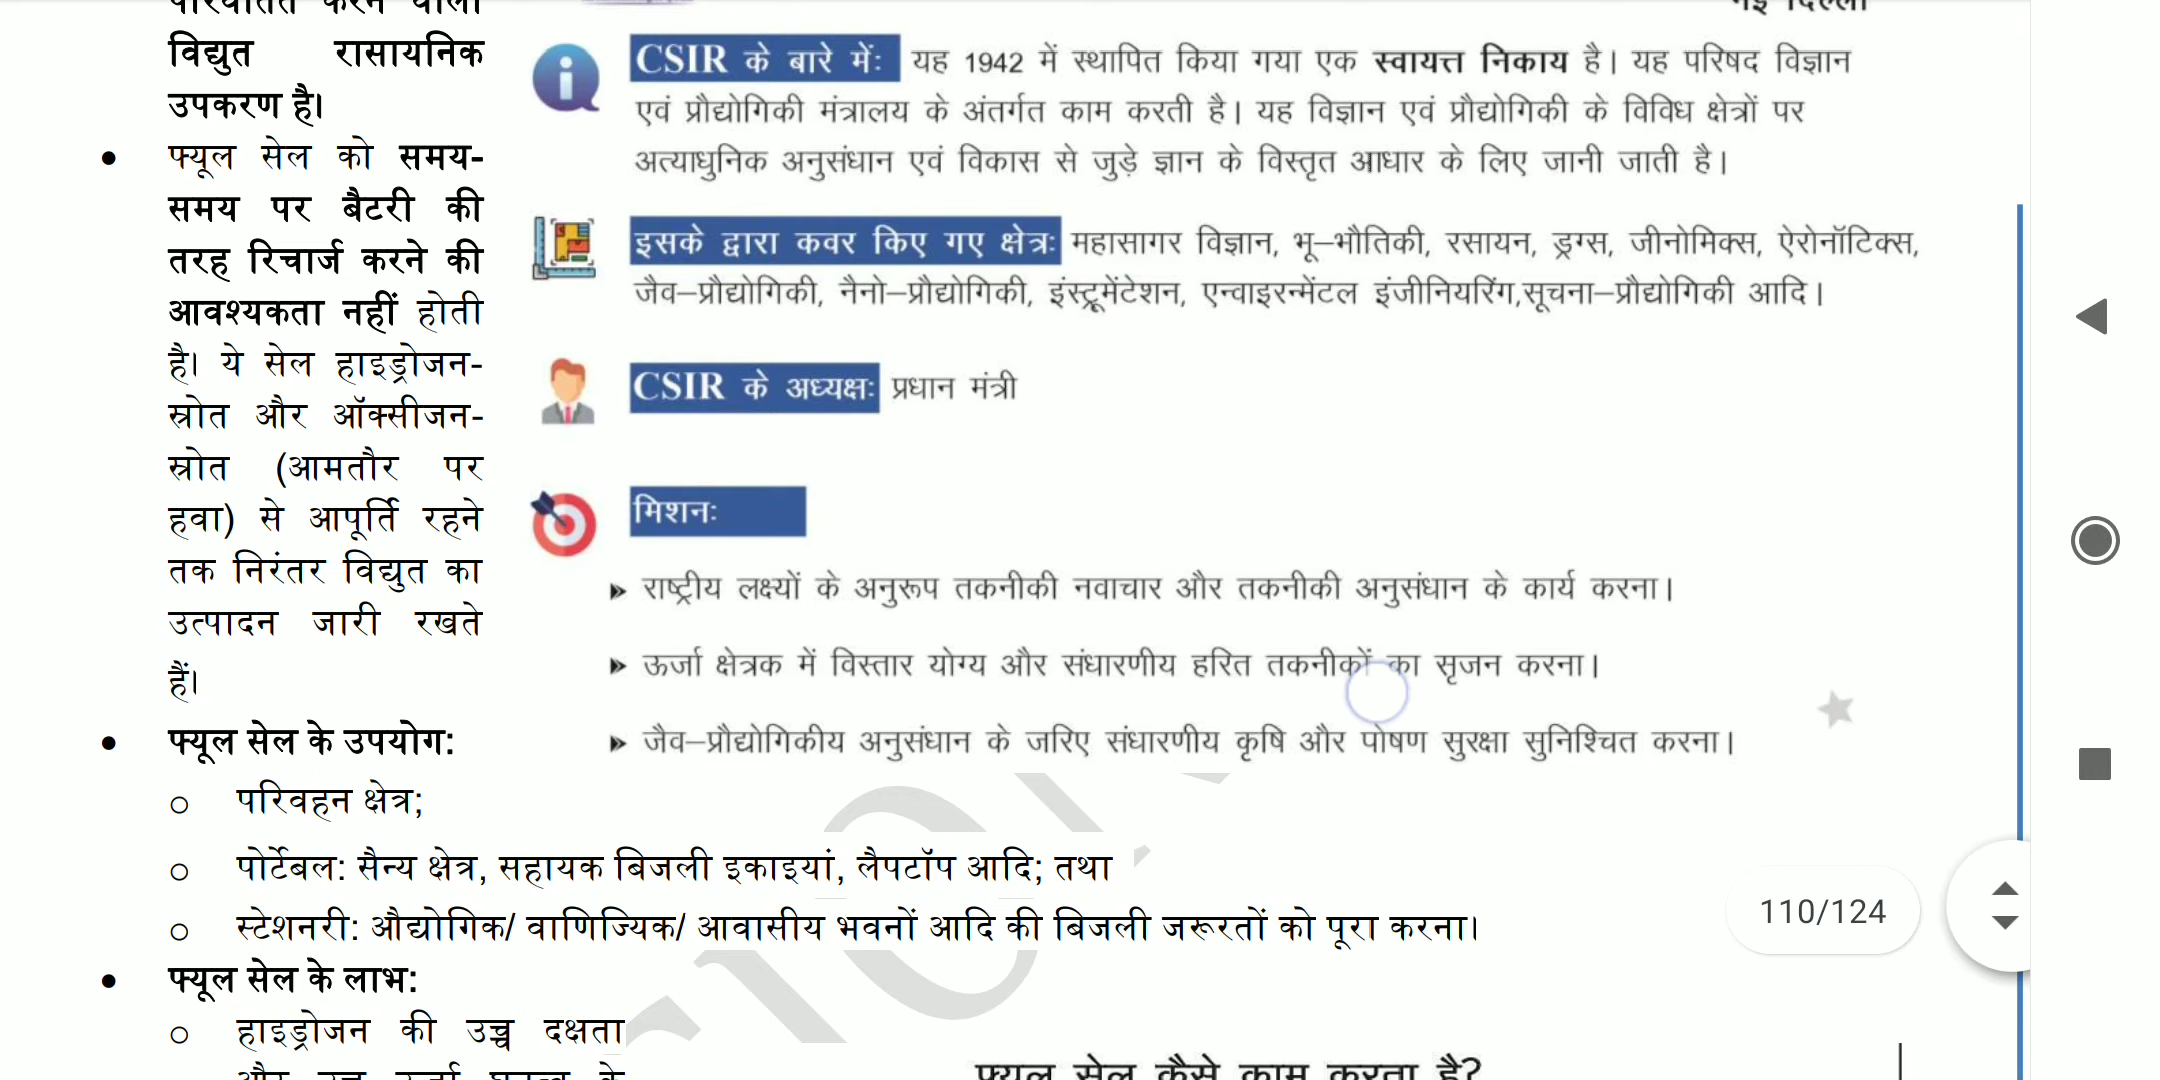 विद्युत रासायनिक
उपकरण है।
• फ्यूल सेल को समय-
समय पर बैटरी की
तरह रिचार्ज करने की
आवश्यकता नहीं होती
है। ये सेल हाइड्रोजन-
स्रोत और ऑक्सीजन-
स्रोत (आमतौर पर
हवा) से आपूर्ति रहने
तक निरंतर विद्युत का
उत्पादन जारी रखते
हैं।
नई दिल्ली
CSIR के बारे में: यह 1942 में स्थापित किया गया एक स्वायत्त निकाय है। यह परिषद विज्ञान
एवं प्रौद्योगिकी मंत्रालय के अंतर्गत काम करती है। यह विज्ञान एवं प्रौद्योगिकी के विविध क्षेत्रों पर
अत्याधुनिक अनुसंधान एवं विकास से जुड़े ज्ञान के विस्तृत आधार के लिए जानी जाती है।
इसके द्वारा कवर किए गए क्षेत्र: महासागर विज्ञान, भू–भौतिकी, रसायन, ड्रग्स, जीनोमिक्स, ऐरोनॉटिक्स,
जैव–प्रौद्योगिकी, नैनो–प्रौद्योगिकी, इंस्ट्रूमेंटेशन, एन्वाइरन्मेंटल इंजीनियरिंग,सूचना–प्रौद्योगिकी आदि।
CSIR के अध्यक्ष: प्रधान मंत्री
मिशन:
राष्ट्रीय लक्ष्यों के अनुरूप तकनीकी नवाचार और तकनीकी अनुसंधान के कार्य करना।
ऊर्जा क्षेत्रक में विस्तार योग्य और संधारणीय हरित तकनीकों का सृजन करना।
जैव–प्रौद्योगिकीय अनुसंधान के जरिए संधारणीय कृषि और पोषण सुरक्षा सुनिश्चित करना।
• फ्यूल सेल के उपयोग:
○ परिवहन क्षेत्र;
○ पोर्टेबल: सैन्य क्षेत्र, सहायक बिजली इकाइयां, लैपटॉप आदि; तथा
○ स्टेशनरी: औद्योगिक/ वाणिज्यिक/ आवासीय भवनों आदि की बिजली जरूरतों को पूरा करना।
110/124
• फ्यूल सेल के लाभ:
○ हाइड्रोजन की उच्च दक्षता
फ्यूल सेल कैसे काम करता है?